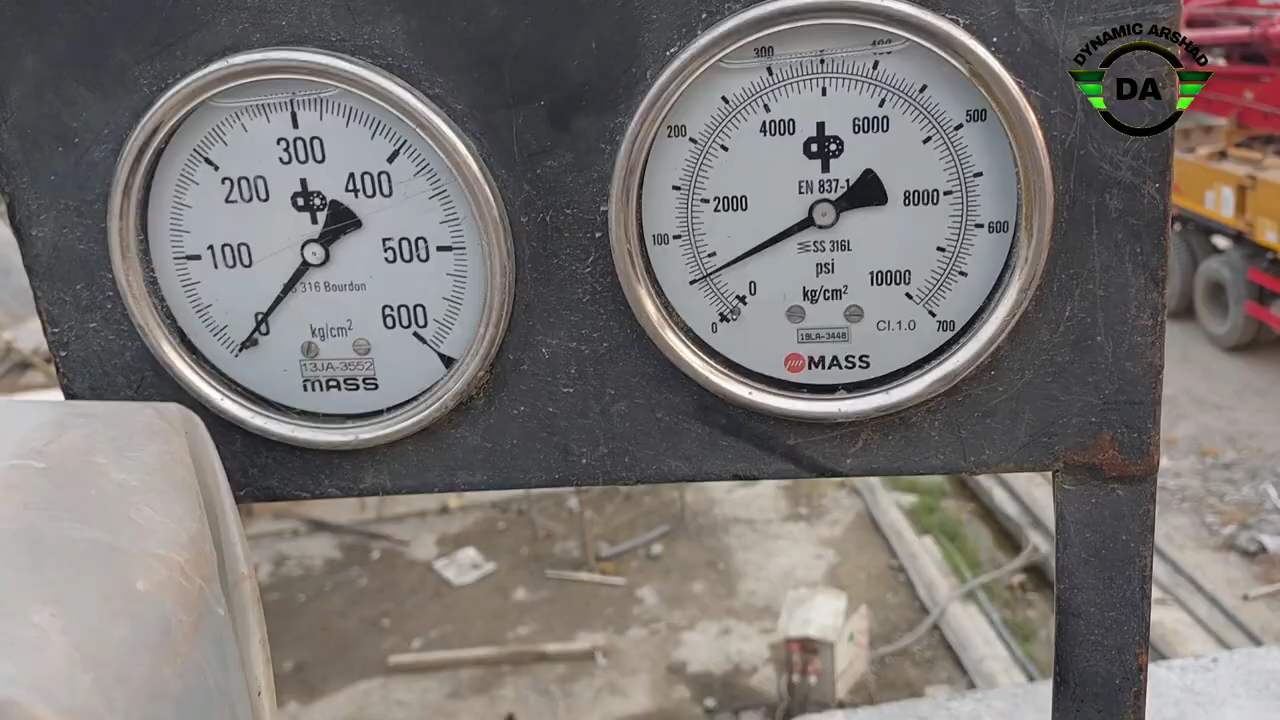 300
200
400
100
500
0
600
SS 316 Bourdon
kg/cm²
13JA-3552
MASS
300
400
200
500
100
600
0
700
4000
6000
2000
8000
0
10000
EN 837-1
SS 316L
psi
kg/cm²
19LA-3448
Cl.1.0
MASS
DYNAMIC ARSHAD
DA